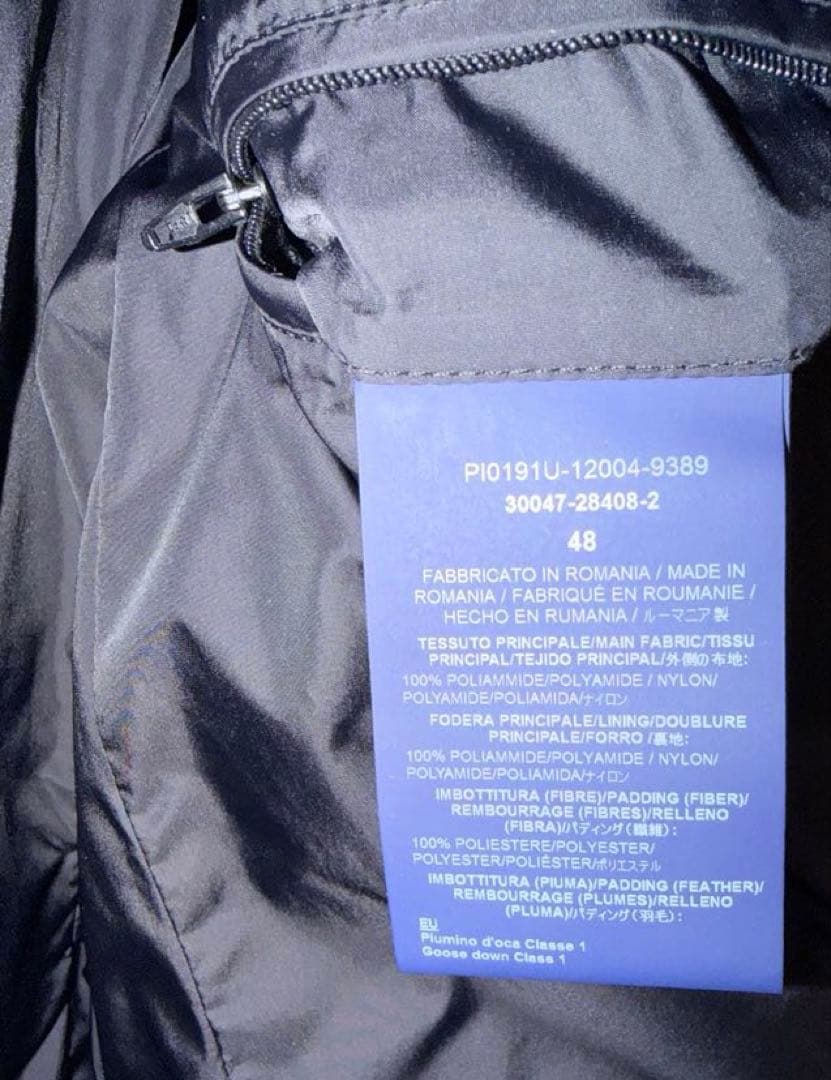 PI0191U-12004-9389
30047-28408-2
48
FABBRICATO IN ROMANIA / MADE IN
ROMANIA / FABRIQUÉ EN ROUMANIE /
HECHO EN RUMANIA / ルーマニア製
TESSUTO PRINCIPALE/MAIN FABRIC/TISSU
PRINCIPAL/TEJIDO PRINCIPAL/外側の布地:
100% POLIAMMIDE/POLYAMIDE / NYLON/
POLYAMIDE/POLIAMIDA/ナイロン
FODERA PRINCIPALE/LINING/DOUBLURE
PRINCIPALE/FORRO /裏地:
100% POLIAMMIDE/POLYAMIDE / NYLON/
POLYAMIDE/POLIAMIDA/ナイロン
IMBOTTITURA (FIBRE)/PADDING (FIBER)/
REMBOURRAGE (FIBRES)/RELLENO
(FIBRA)/パディング(繊維):
100% POLIESTERE/POLYESTER/
POLYESTER/POLIÉSTER/ポリエステル
IMBOTTITURA (PIUMA)/PADDING (FEATHER)/
REMBOURRAGE (PLUMES)/RELLENO
(PLUMA)/パディング(羽毛):
EU
Piumino d'oca Classe 1
Goose down Class 1